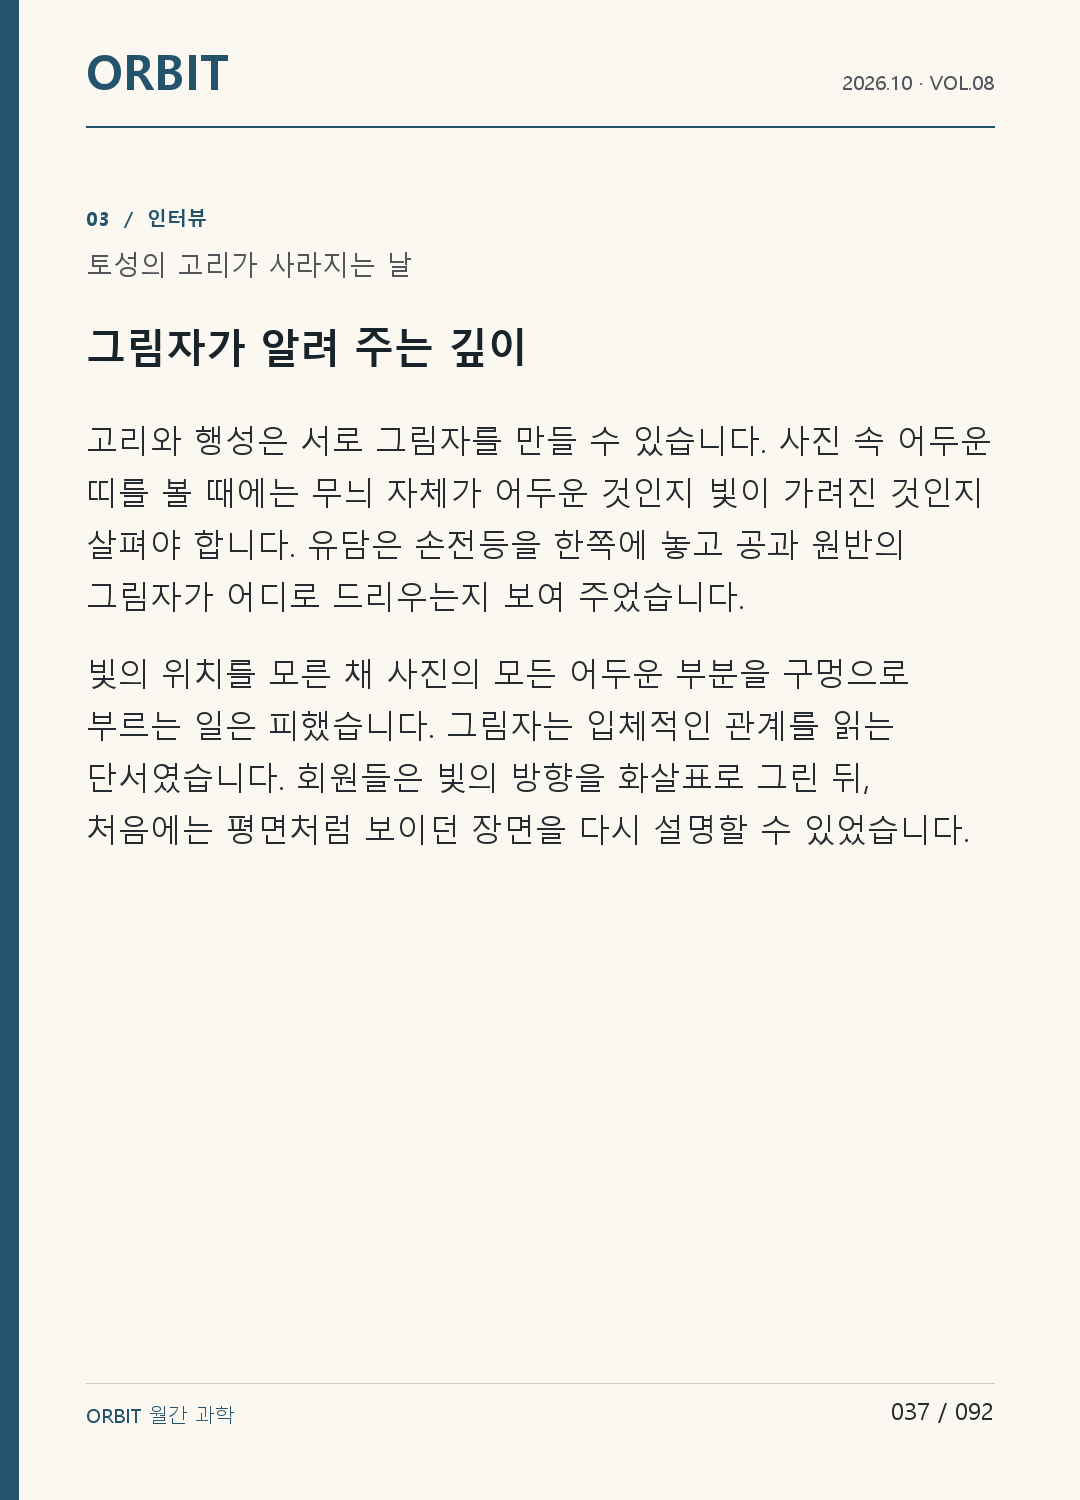 ORBIT
2026.10 · VOL.08
03 / 인터뷰
토성의 고리가 사라지는 날
그림자가 알려 주는 깊이
고리와 행성은 서로 그림자를 만들 수 있습니다. 사진 속 어두운
띠를 볼 때에는 무늬 자체가 어두운 것인지 빛이 가려진 것인지
살펴야 합니다. 유담은 손전등을 한쪽에 놓고 공과 원반의
그림자가 어디로 드리우는지 보여 주었습니다.
빛의 위치를 모른 채 사진의 모든 어두운 부분을 구멍으로
부르는 일은 피했습니다. 그림자는 입체적인 관계를 읽는
단서였습니다. 회원들은 빛의 방향을 화살표로 그린 뒤,
처음에는 평면처럼 보이던 장면을 다시 설명할 수 있었습니다.
ORBIT 월간 과학
037 / 092